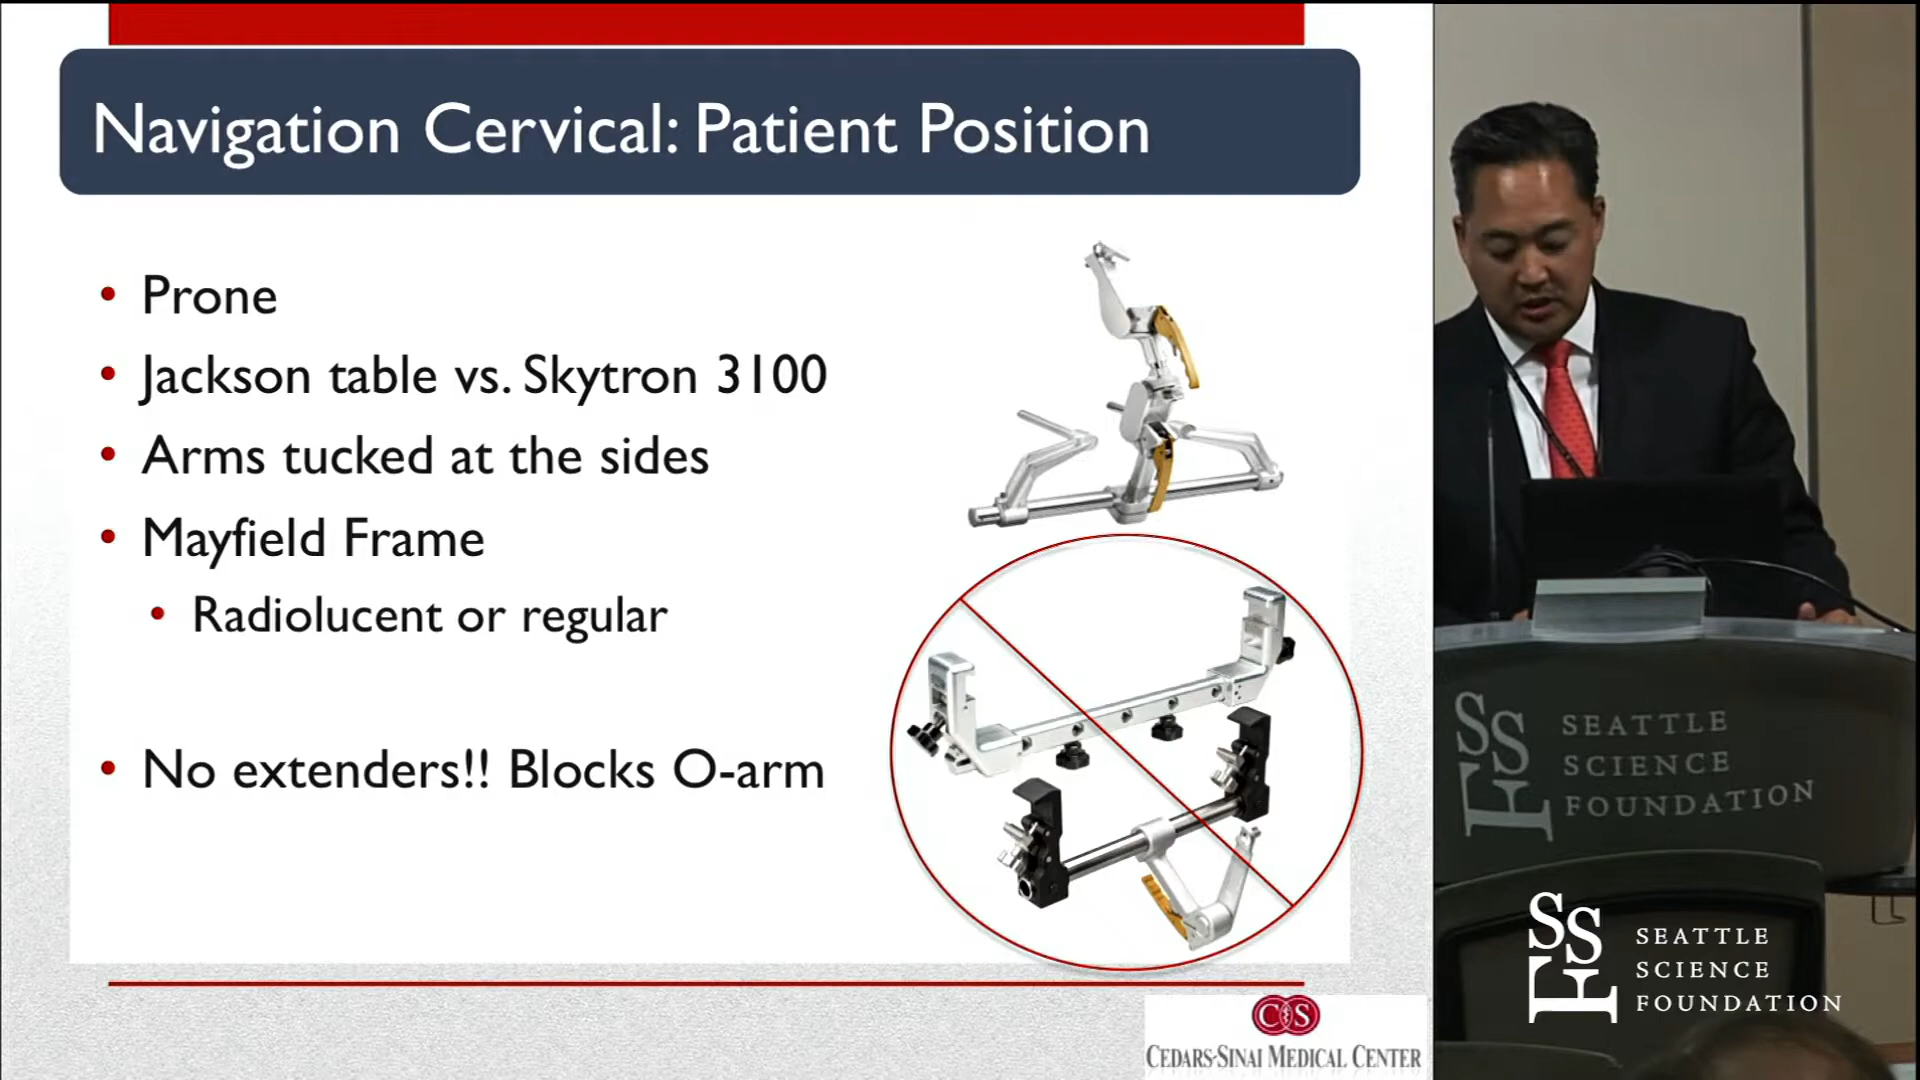 Navigation Cervical: Patient Position
• Prone
• Jackson table vs. Skytron 3100
• Arms tucked at the sides
• Mayfield Frame
• Radiolucent or regular
• No extenders!! Blocks O-arm
CS
CEDARS-SINAI MEDICAL CENTER
SSF
SEATTLE
SCIENCE
FOUNDATION
SSF
SEATTLE
SCIENCE
FOUNDATION